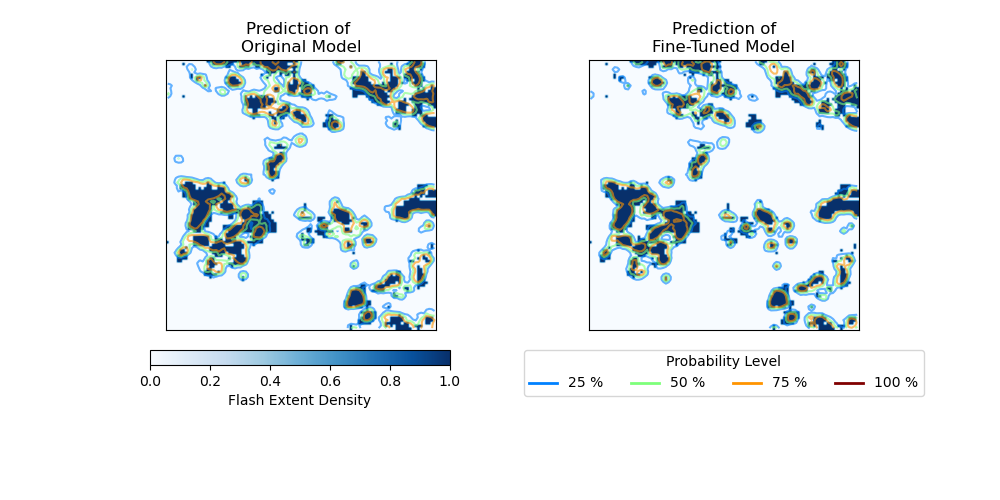 Prediction of
Original Model
Prediction of
Fine-Tuned Model
0.0 0.2 0.4 0.6 0.8 1.0
Flash Extent Density
Probability Level
25 % 50 % 75 % 100 %